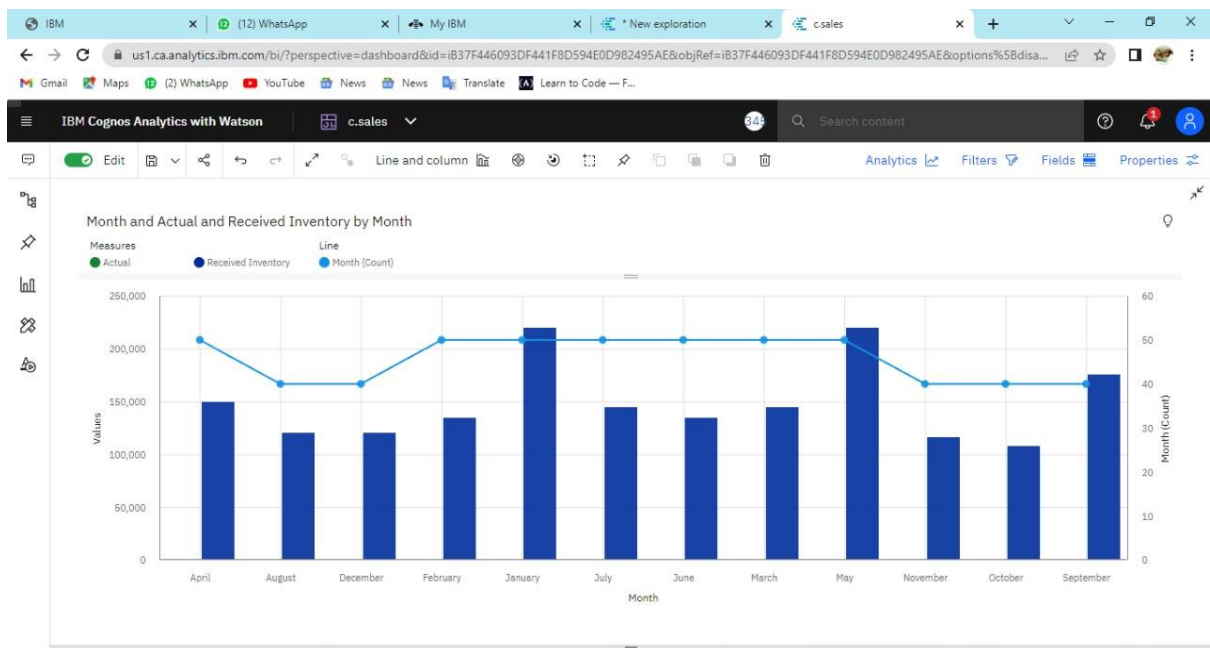 IBM
(12) WhatsApp
My IBM
* New exploration
c.sales
us1.ca.analytics.ibm.com/bi/?perspective=dashboard&id=iB37F446093DF441F8D594E0D982495AE&objRef=iB37F446093DF441F8D594E0D982495AE&options%5Bdisa...
Gmail Maps (2) WhatsApp YouTube News News Translate Learn to Code — F...
IBM Cognos Analytics with Watson c.sales Search content 1
Edit Line and column Analytics Filters Fields Properties
Month and Actual and Received Inventory by Month
Measures Line
Actual Received Inventory Month (Count)
250,000
200,000
150,000
100,000
50,000
0
Values
60
50
40
30
20
10
0
Month (Count)
April August December February January July June March May November October September
Month